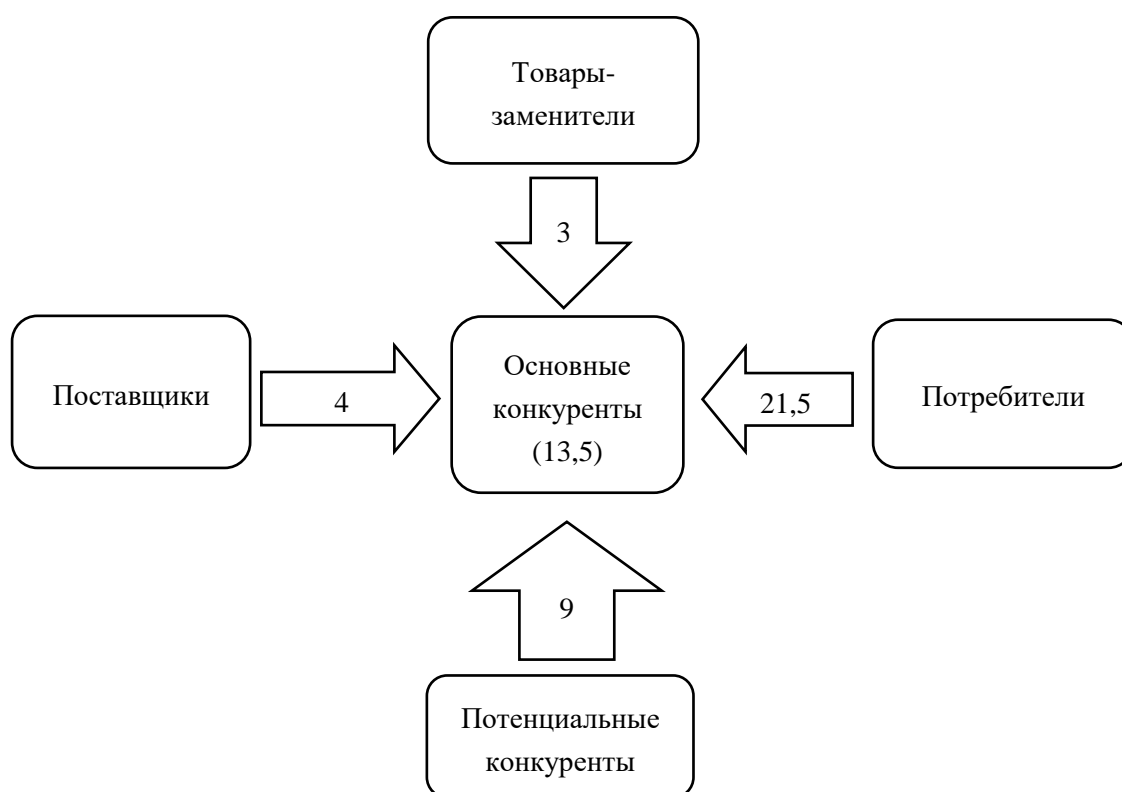 Товары-
заменители
3
Поставщики
4
Основные
конкуренты
(13,5)
21,5
Потребители
9
Потенциальные
конкуренты